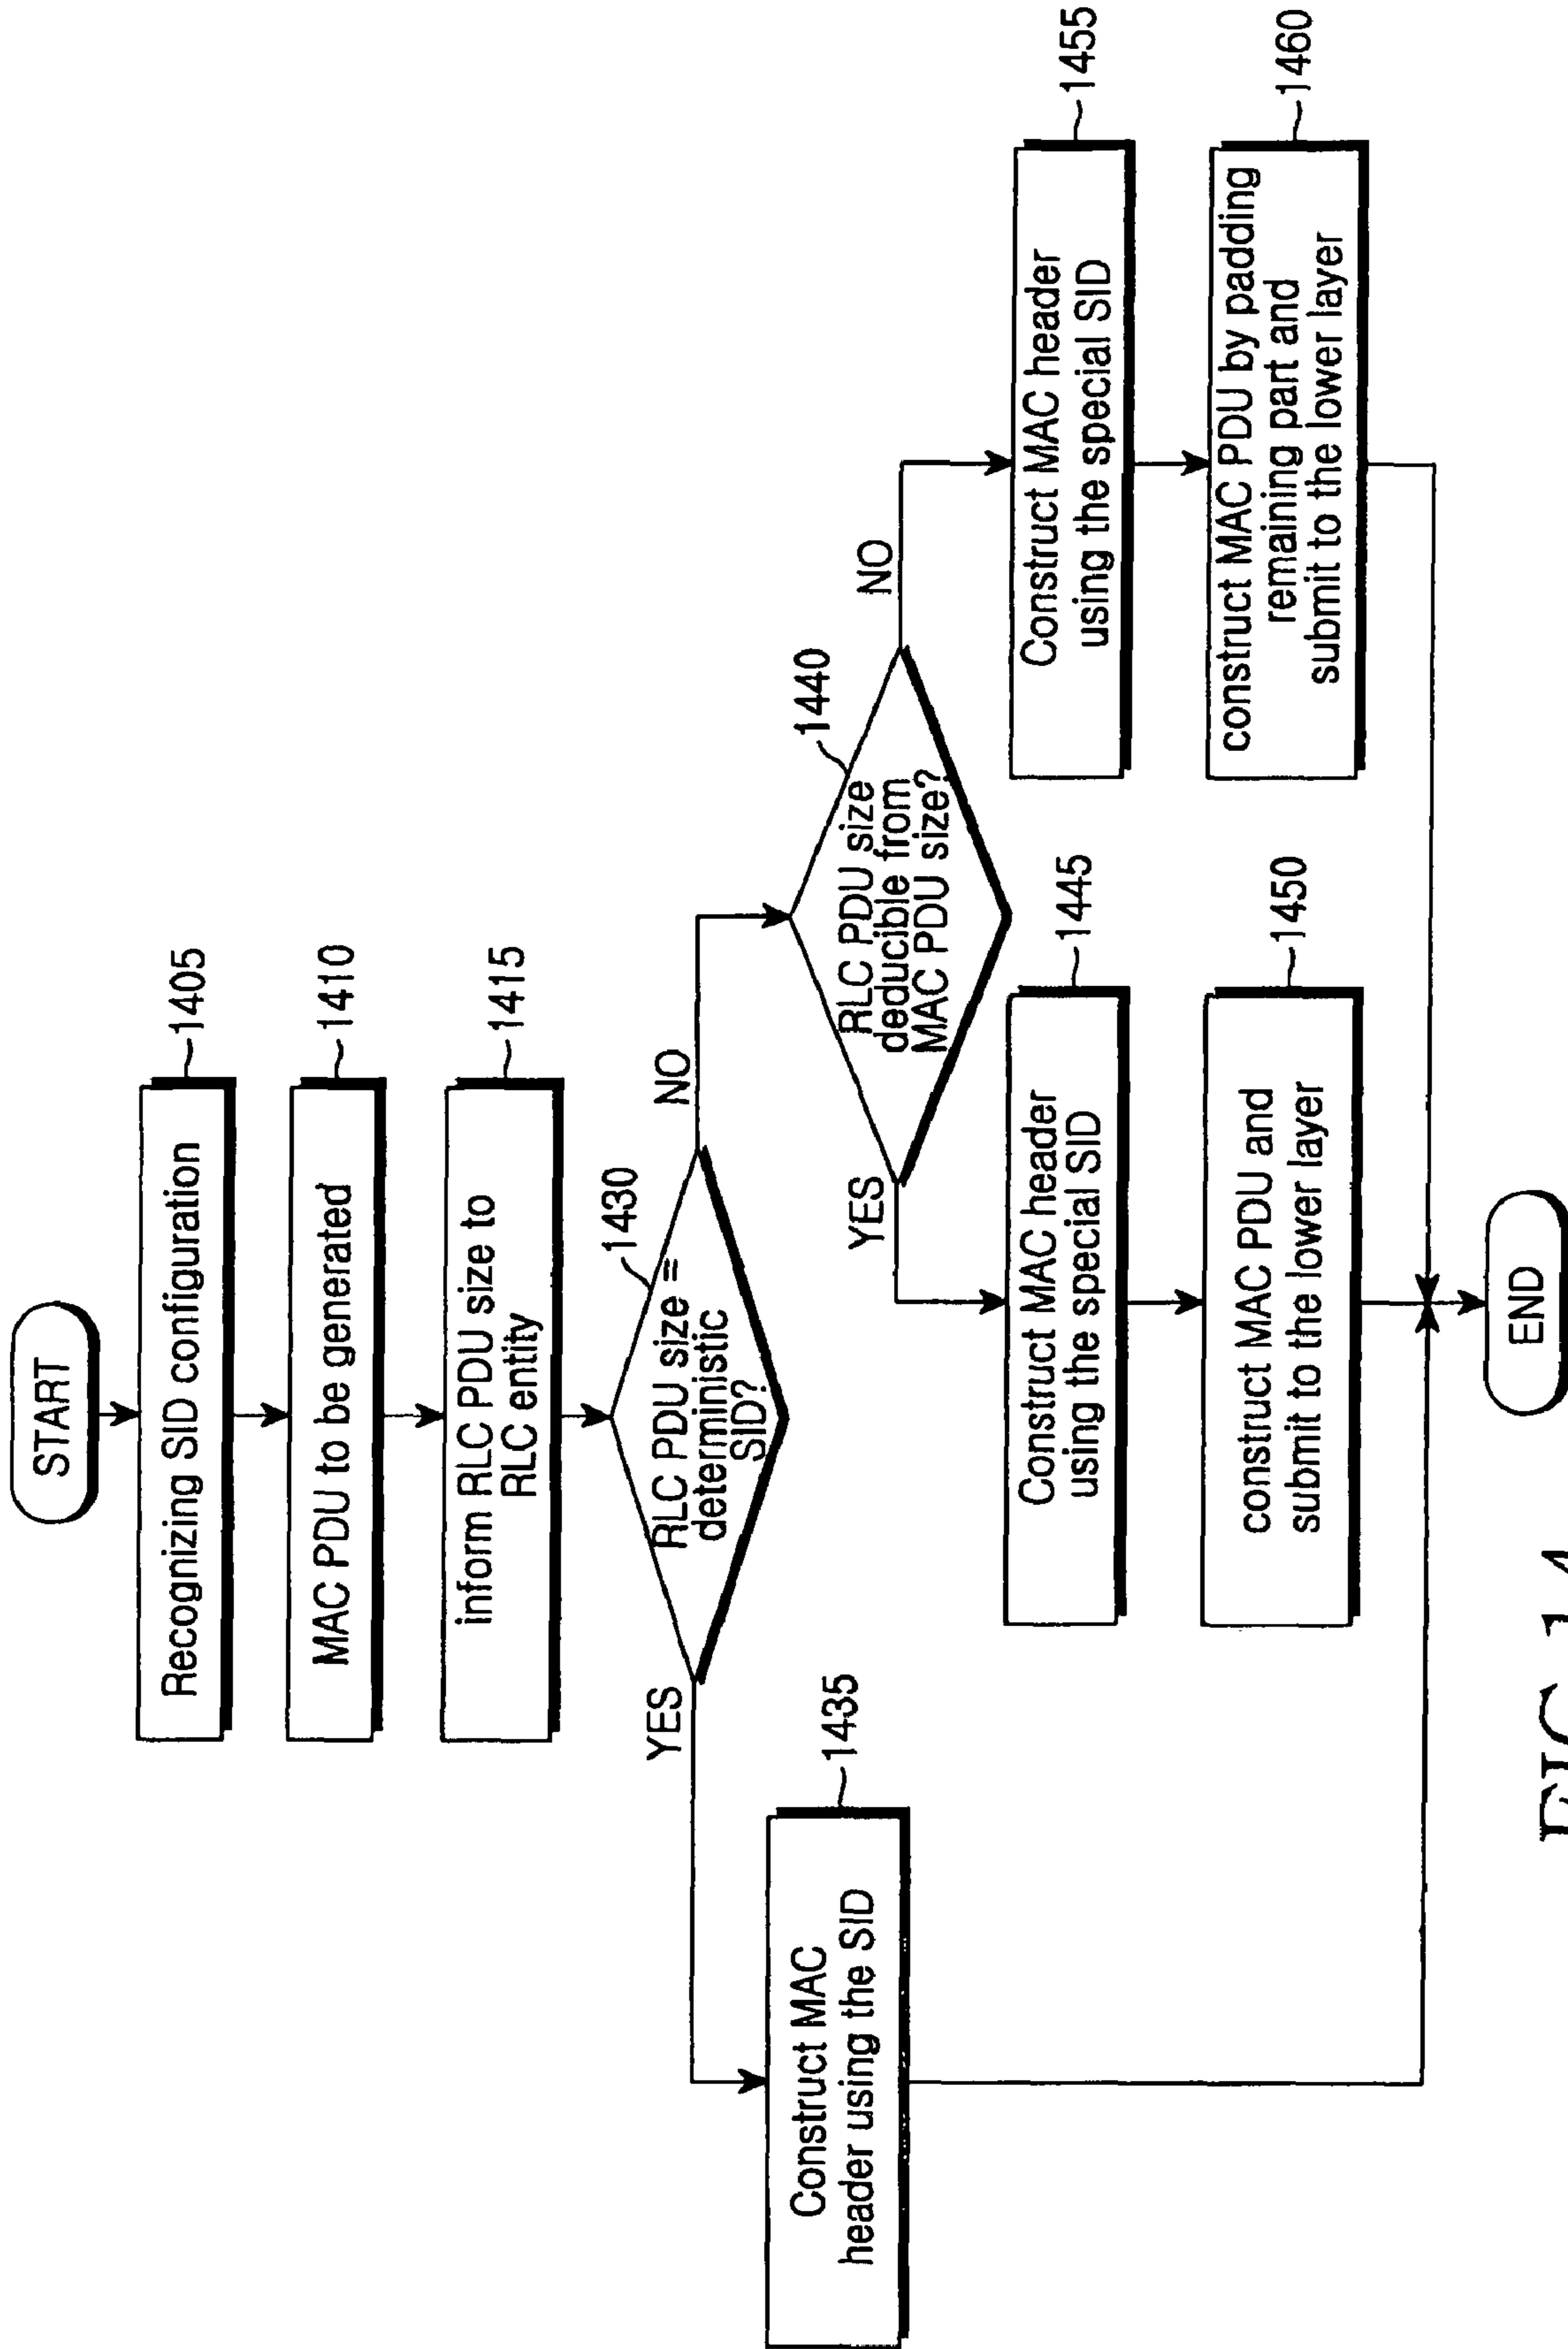 START
Recognizing SID configuration
1405
MAC PDU to be generated
1410
inform RLC PDU size to
RLC entity
1415
RLC PDU size =
determinstic
SID?
1430
YES
NO
Construct MAC
header using the SID
1435
RLC PDU size
deducible from
MAC PDU size?
1440
YES
NO
Construct MAC header
using the special SID
1445
Construct MAC header
using the special SID
1455
construct MAC PDU and
submit to the lower layer
1450
construct MAC PDU by padding
remaining part and
submit to the lower layer
1460
END
FIG.14